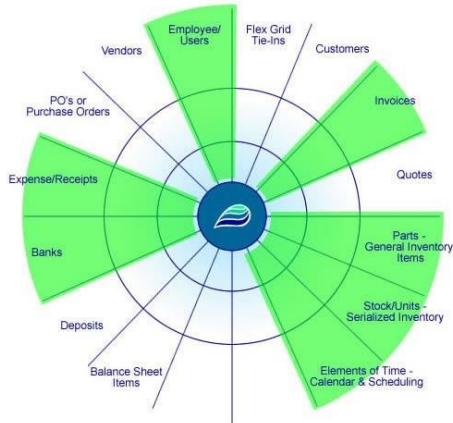 Employee/
Users
Flex Grid
Tie-Ins
Vendors
Customers
PO's or
Purchase Orders
Invoices
Expense/Receipts
Quotes
Parts -
General Inventory
Items
Banks
Stock/Units -
Serialized Inventory
Deposits
Balance Sheet
Items
Elements of Time -
Calendar & Scheduling